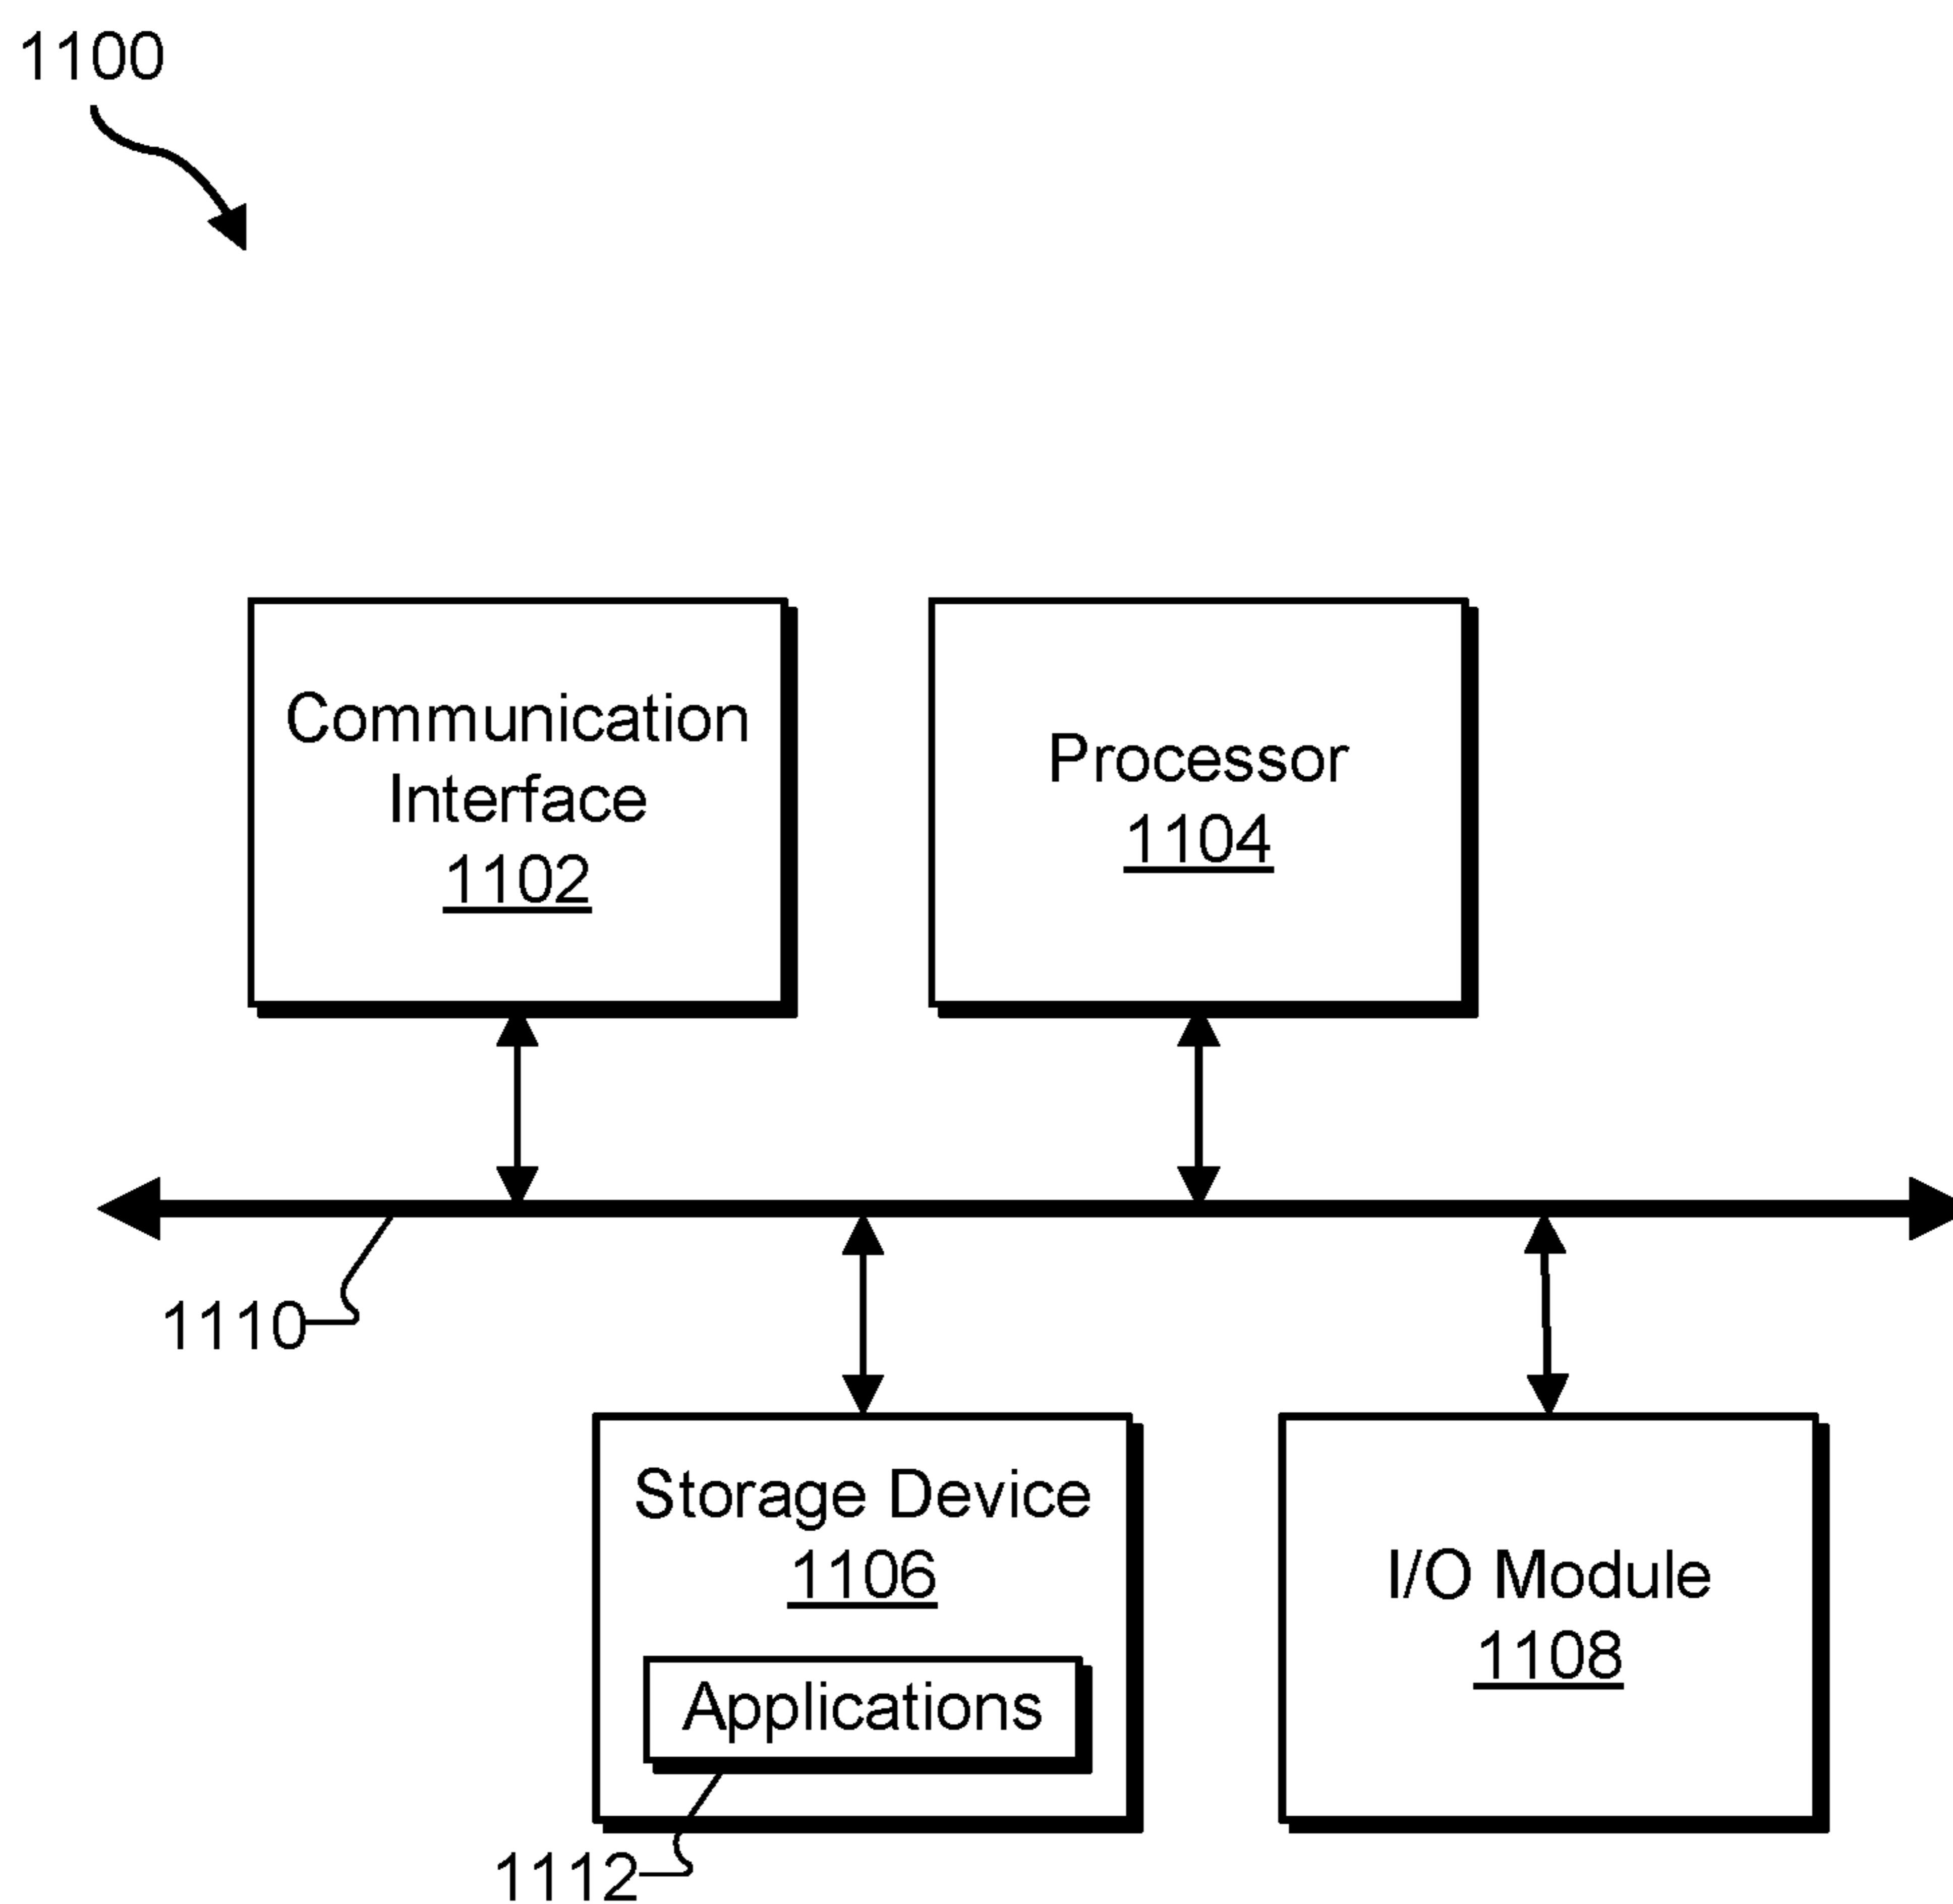 1100
Communication
Interface
1102
Processor
1104
1110
Storage Device
1106
Applications
1112
I/O Module
1108